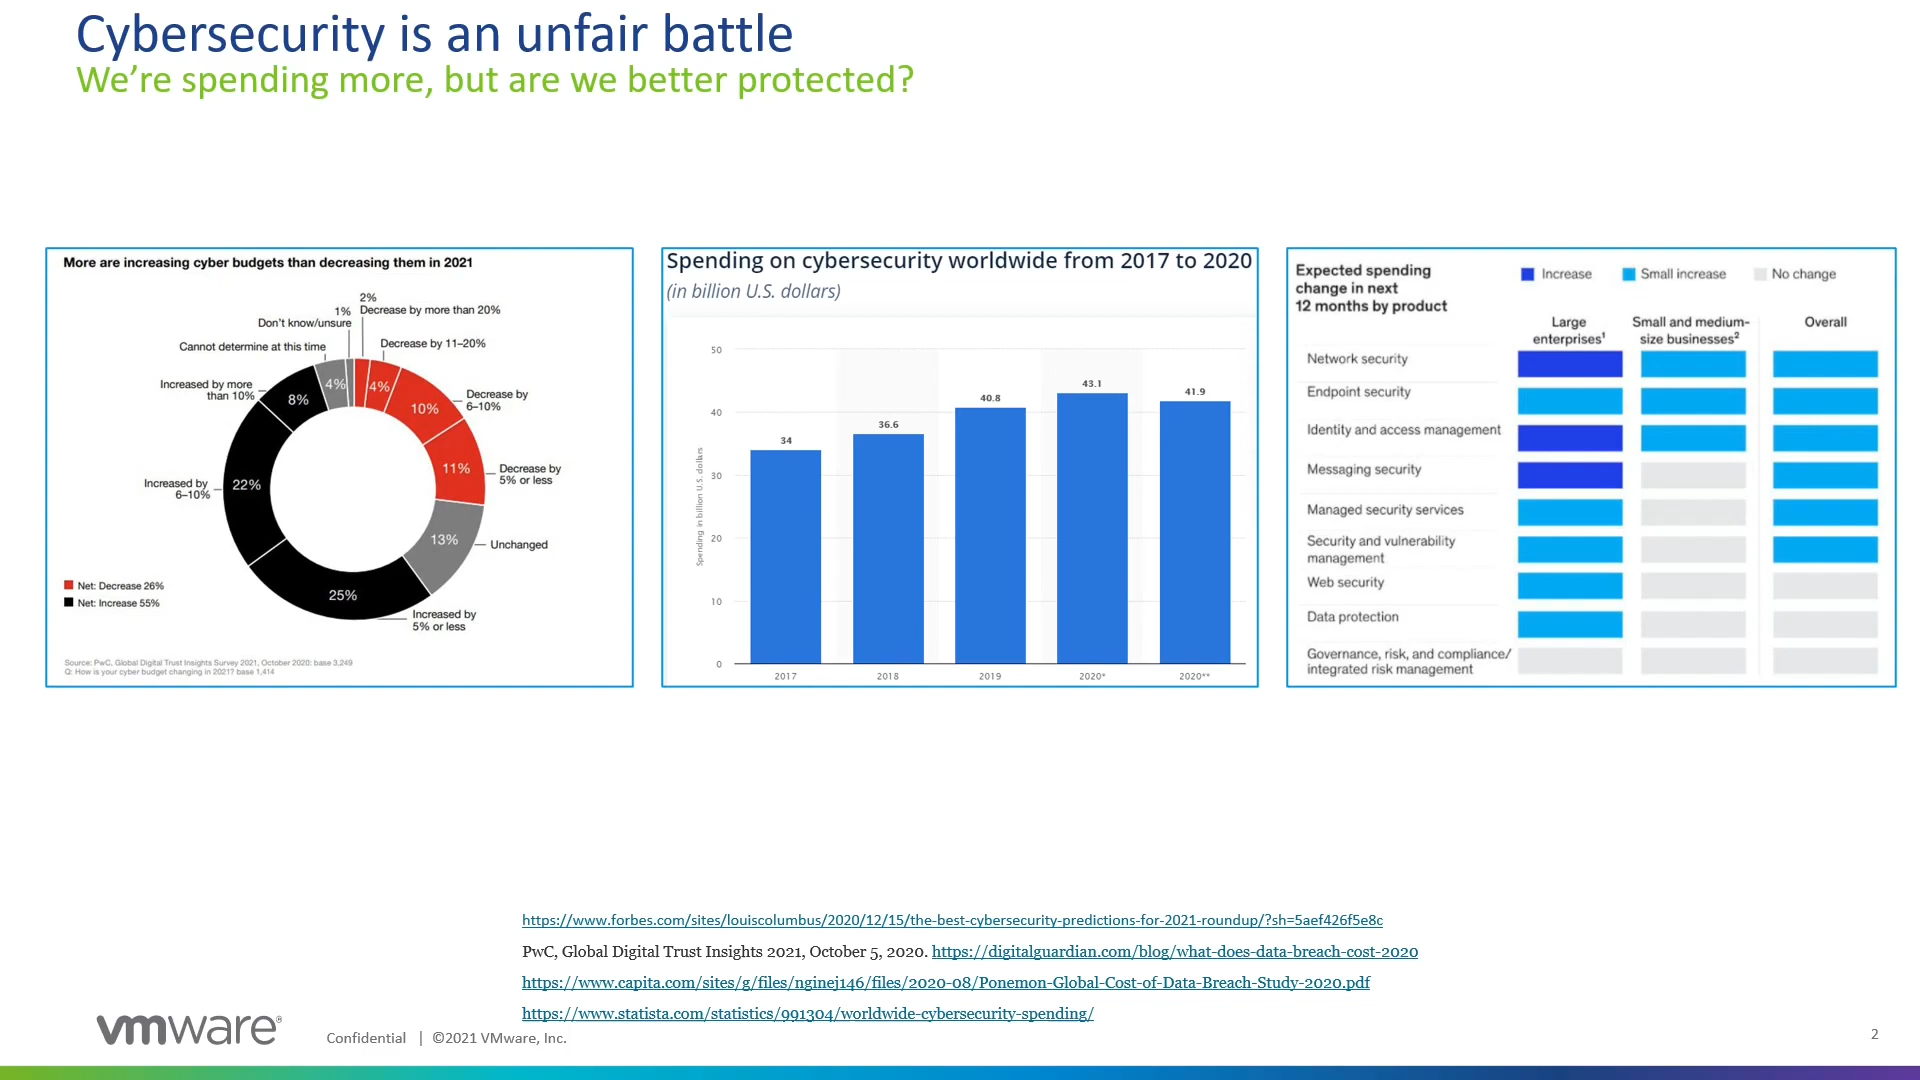 Cybersecurity is an unfair battle
We’re spending more, but are we better protected?
More are increasing cyber budgets than decreasing them in 2021
2%
Decrease by more than 20%
1%
Don’t know/unsure
Decrease by 11–20%
Cannot determine at this time
4%
4%
Increased by more
than 10%
8%
10%
Decrease by
6–10%
11%
Decrease by
5% or less
Increased by
6–10%
22%
13%
Unchanged
25%
Increased by
5% or less
Net: Decrease 26%
Net: Increase 55%
Source: PwC, Global Digital Trust Insights Survey 2021, October 2020: base 3,249
Q: How is your cyber budget changing in 2021? base 1,414
Spending on cybersecurity worldwide from 2017 to 2020
(in billion U.S. dollars)
Spending in billion U.S. dollars
50
40
30
20
10
0
34
36.6
40.8
43.1
41.9
2017
2018
2019
2020*
2020**
Expected spending
change in next
12 months by product
Increase
Small increase
No change
Large
enterprises¹
Small and medium-
size businesses²
Overall
Network security
Endpoint security
Identity and access management
Messaging security
Managed security services
Security and vulnerability
management
Web security
Data protection
Governance, risk, and compliance/
integrated risk management
https://www.forbes.com/sites/louiscolumbus/2020/12/15/the-best-cybersecurity-predictions-for-2021-roundup/?sh=5aef426f5e8c
PwC, Global Digital Trust Insights 2021, October 5, 2020. https://digitalguardian.com/blog/what-does-data-breach-cost-2020
https://www.capita.com/sites/g/files/nginej146/files/2020-08/Ponemon-Global-Cost-of-Data-Breach-Study-2020.pdf
https://www.statista.com/statistics/991304/worldwide-cybersecurity-spending/
vmware®
Confidential | ©2021 VMware, Inc.
2